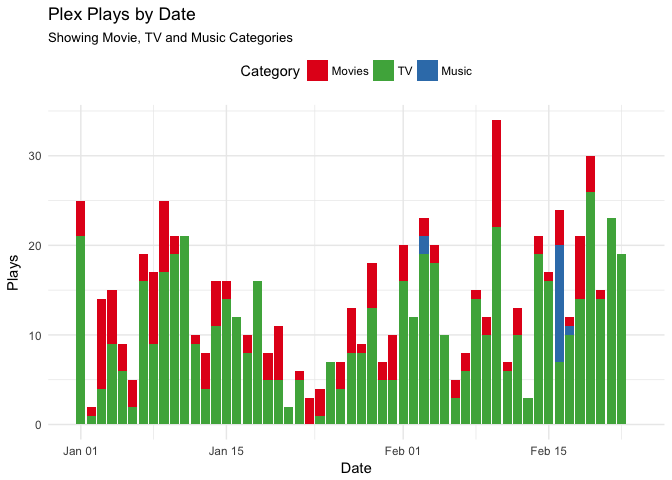 Plex Plays by Date
Showing Movie, TV and Music Categories
Category Movies TV Music
30
20
10
0
Plays
Jan 01 Jan 15 Feb 01 Feb 15
Date